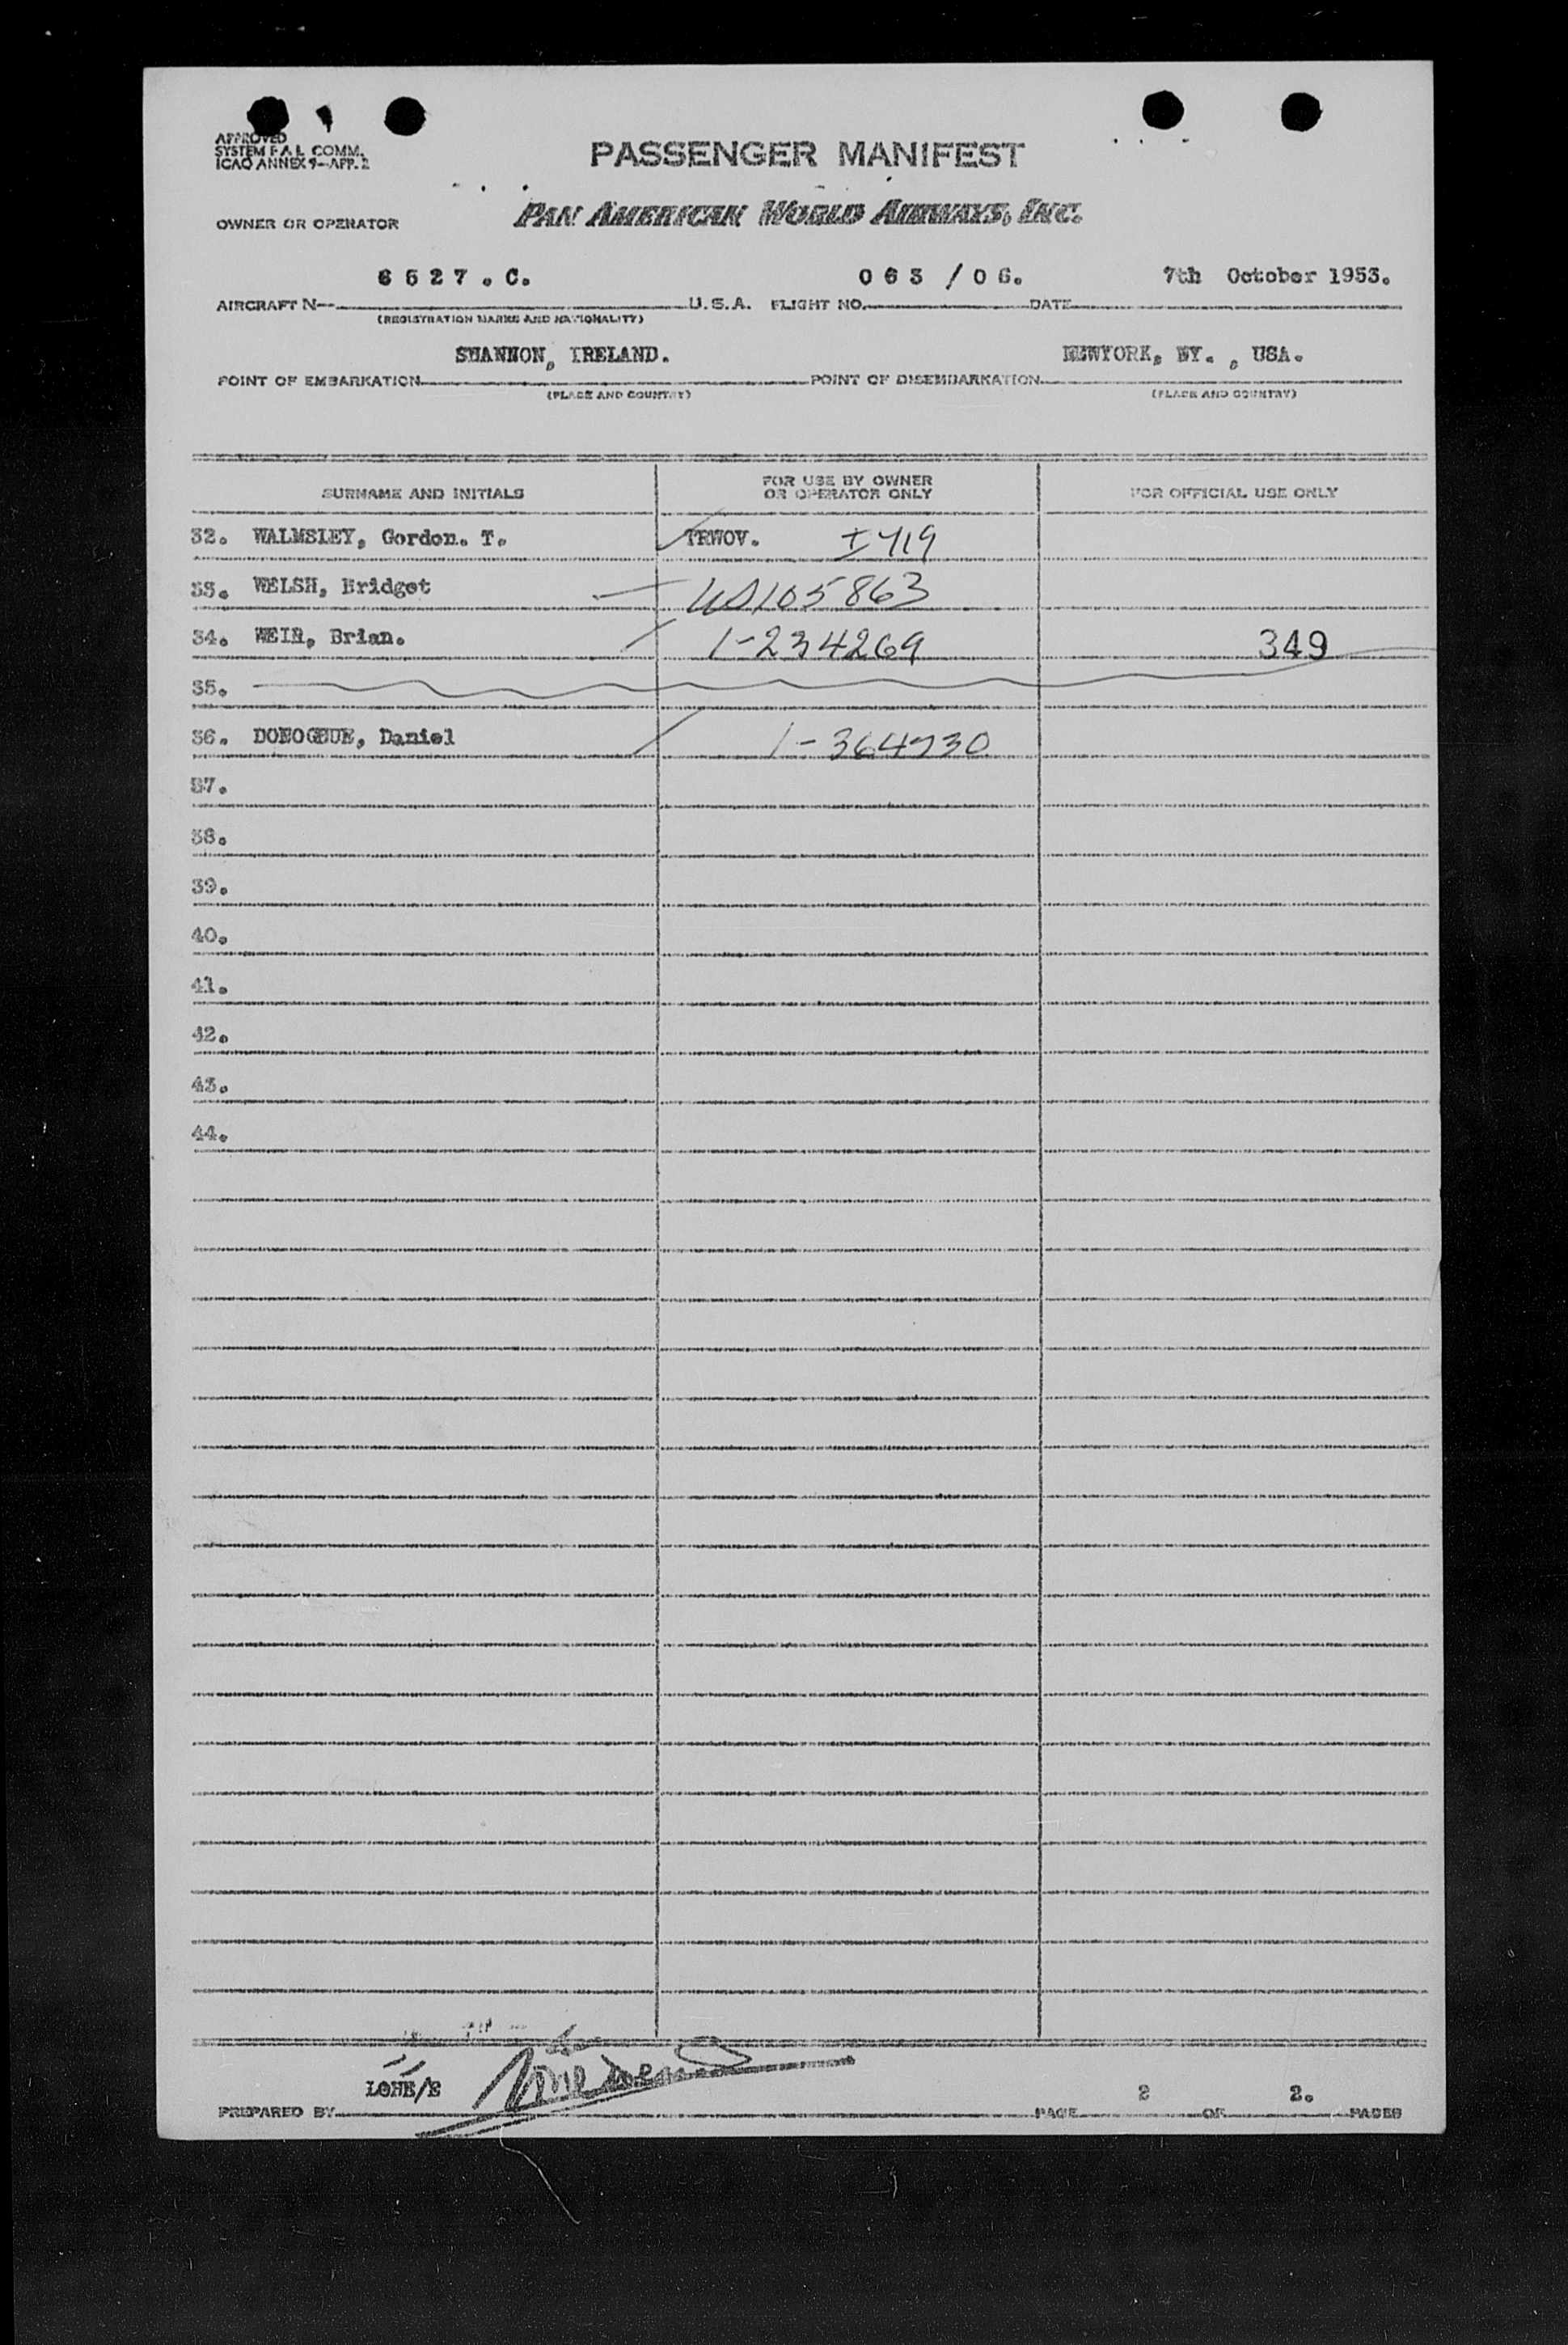 APPROVED
SYSTEM F.A.L. COMM.
ICAO ANNEX 9-APP. 2
PASSENGER MANIFEST
OWNER OR OPERATOR PAN AMERICAN WORLD AIRWAYS, INC.
6527.C. 063/06. 7th October 1953.
AIRCRAFT N- U.S.A. FLIGHT NO. DATE
(REGISTRATION MARKS AND NATIONALITY)
SHANNON, IRELAND. NEWYORK, NY. , USA.
POINT OF EMBARKATION POINT OF DISEMBARKATION
(PLACE AND COUNTRY) (PLACE AND COUNTRY)
SURNAME AND INITIALS FOR USE BY OWNER OR OPERATOR ONLY FOR OFFICIAL USE ONLY
32. WALMSLEY, Gordon. T. TRWOV. I 419
33. WELSH, Bridget 105863
34. WEIR, Brian. 1-234269 349
35.
36. DONOGHUE, Daniel 1-364730
37.
38.
39.
40.
41.
42.
43.
44.
PREPARED BY PAGE 2 OF 2. PAGES